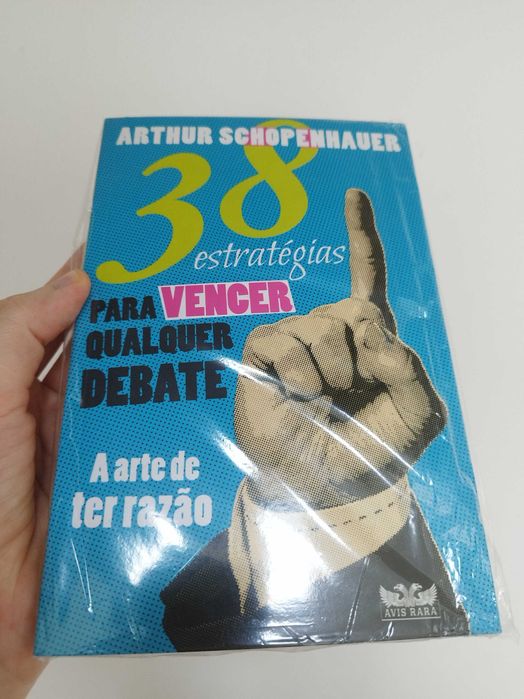 ARTHUR SCHOPENHAUER
38
estratégias
PARA VENCER
QUALQUER
DEBATE
A arte de
ter razão
AVIS RARA